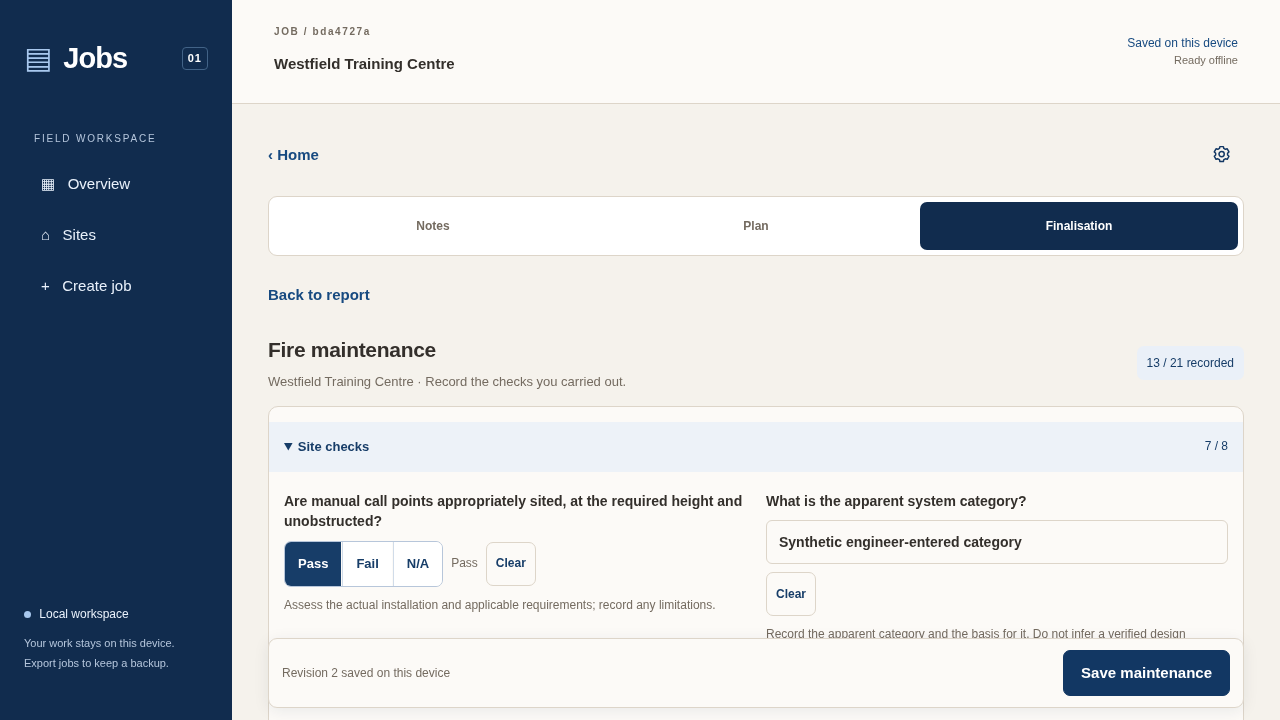 Jobs
01
FIELD WORKSPACE
Overview
Sites
+ Create job
Local workspace
Your work stays on this device.
Export jobs to keep a backup.
JOB / bda4727a
Westfield Training Centre
Saved on this device
Ready offline
‹ Home
Notes
Plan
Finalisation
Back to report
Fire maintenance
Westfield Training Centre · Record the checks you carried out.
13 / 21 recorded
Site checks
7 / 8
Are manual call points appropriately sited, at the required height and
unobstructed?
Pass
Fail
N/A
Pass
Clear
Assess the actual installation and applicable requirements; record any limitations.
What is the apparent system category?
Synthetic engineer-entered category
Clear
Record the apparent category and the basis for it. Do not infer a verified design
Revision 2 saved on this device
Save maintenance